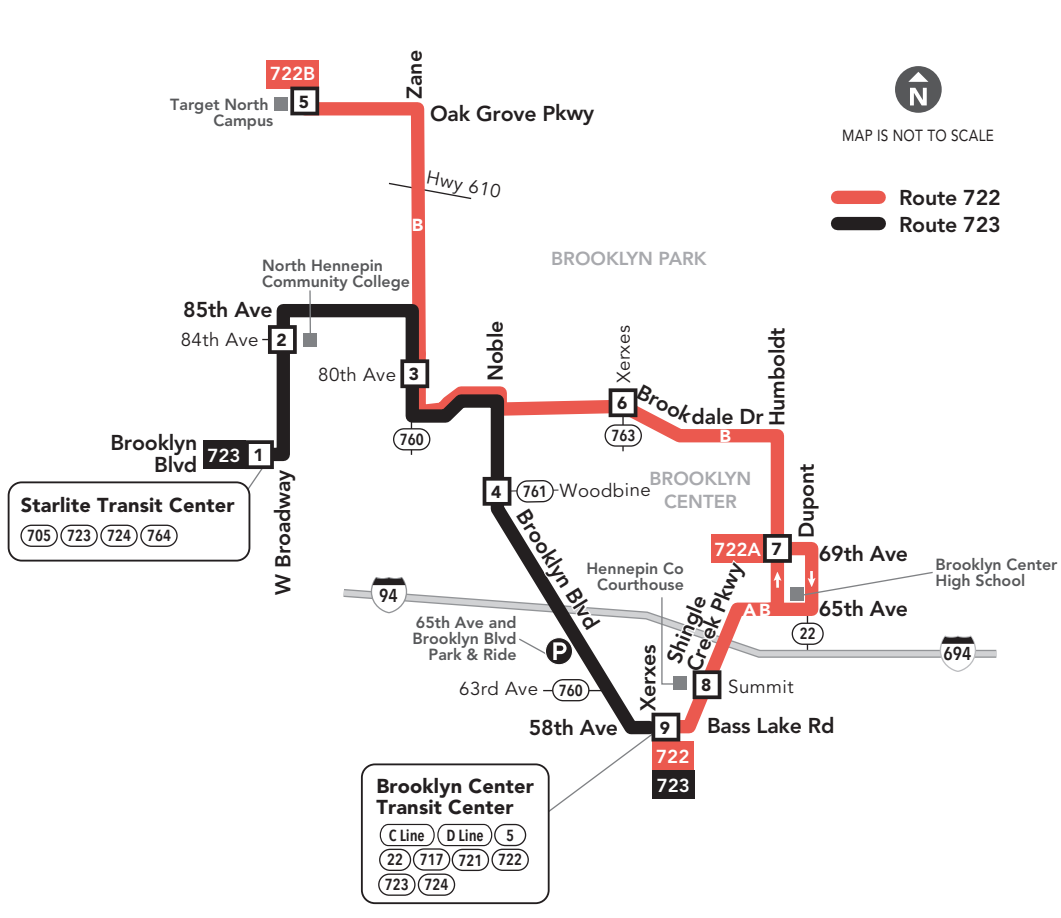 722B
Zane
Target North
Campus
5
Oak Grove Pkwy
N
MAP IS NOT TO SCALE
Hwy 610
Route 722
Route 723
B
BROOKLYN PARK
North Hennepin
Community College
85th Ave
84th Ave
2
80th Ave
3
Noble
Xerxes
6
Brookdale Dr
Humboldt
B
760
763
Brooklyn
Blvd
723
1
Starlite Transit Center
705
723
724
764
W Broadway
4
761
Woodbine
BROOKLYN
CENTER
Dupont
Brooklyn Blvd
722A
7
69th Ave
Brooklyn Center
High School
Hennepin Co
Courthouse
Shingle
Creek Pkwy
A B
65th Ave
94
22
65th Ave and
Brooklyn Blvd
Park & Ride
P
694
63rd Ave
760
Xerxes
8
Summit
58th Ave
9
Bass Lake Rd
722
723
Brooklyn Center
Transit Center
C Line
D Line
5
22
717
721
722
723
724